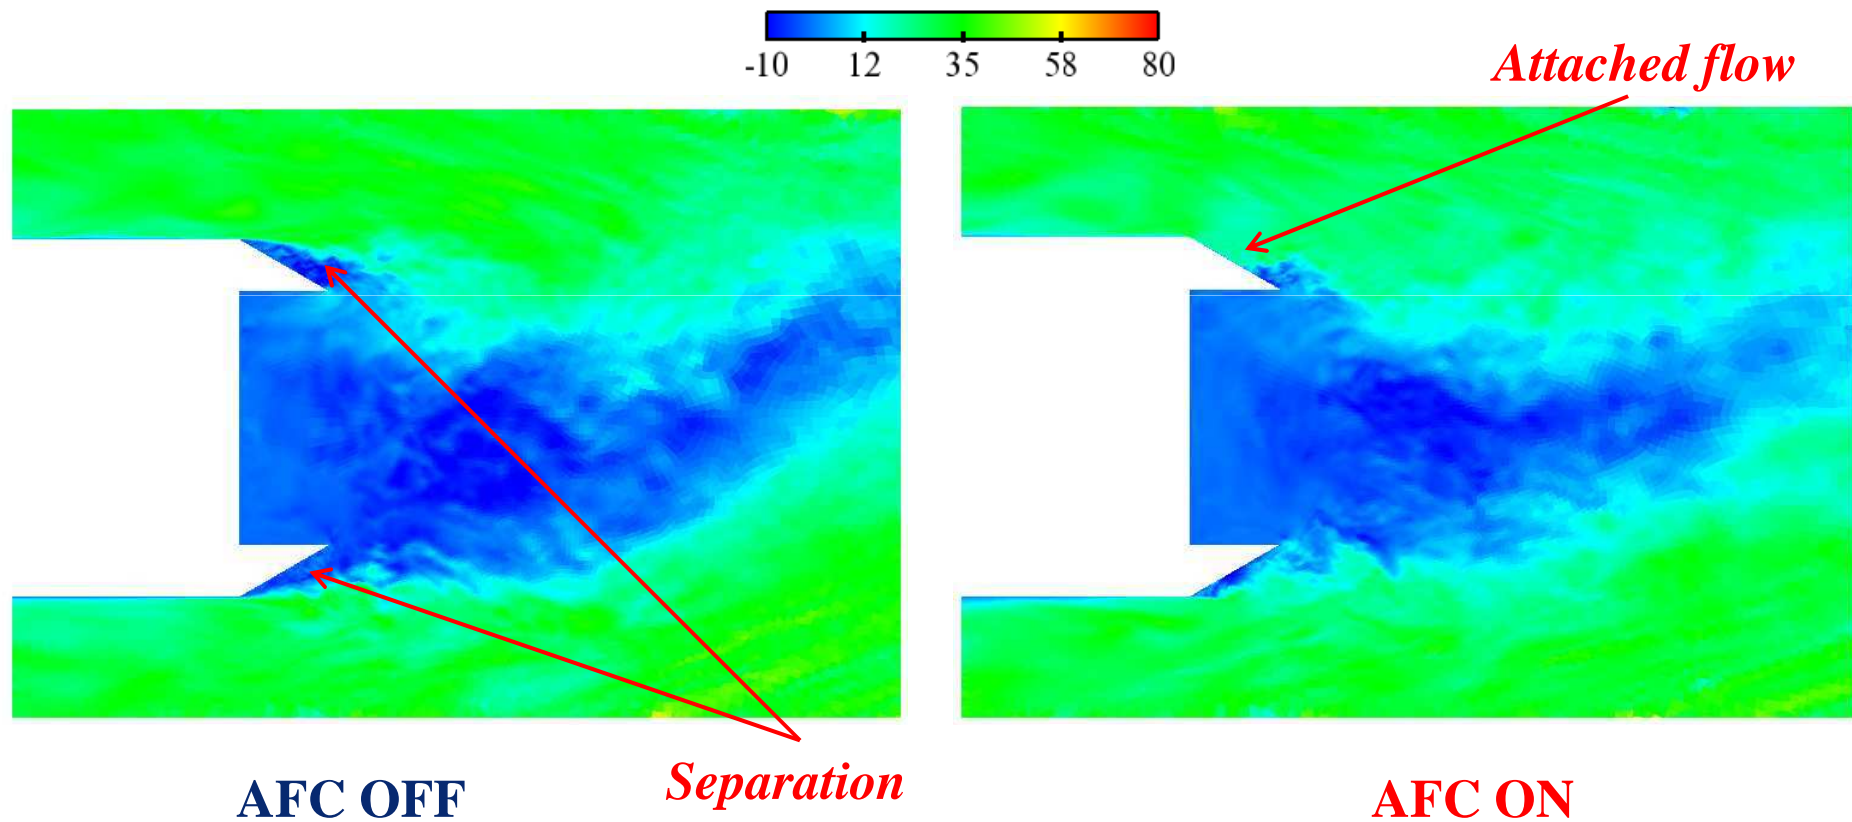 -10 12 35 58 80
Attached flow
Separation
AFC OFF
AFC ON